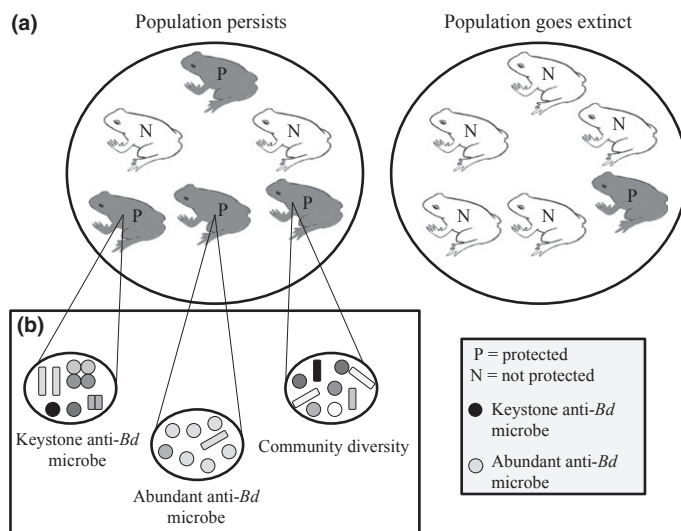 (a)
Population persists
Population goes extinct
P
N
N
N
N
N
P
P
P
N
N
P
(b)
Keystone anti-Bd
microbe
Abundant anti-Bd
microbe
Community diversity
P = protected
N = not protected
Keystone anti-Bd
microbe
Abundant anti-Bd
microbe